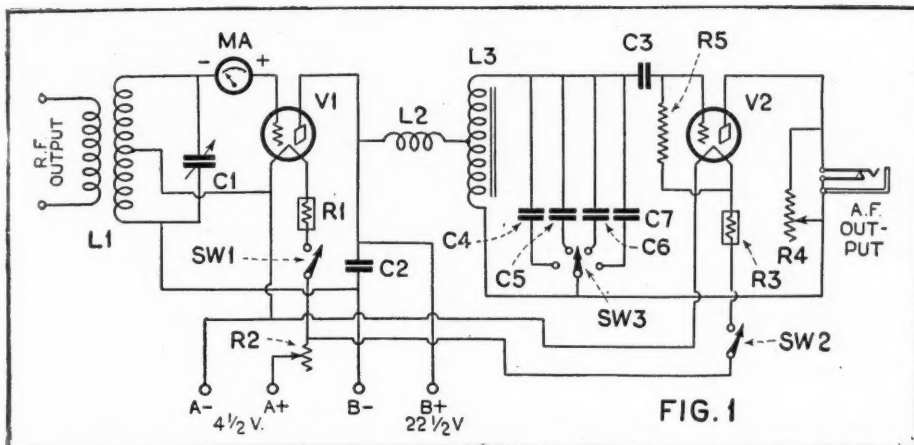 MA
- +
V1
R.F. OUTPUT
L1
C1
R1
SW1
C2
R2
A-
A+
4½ V.
B-
B+
22½V
L2
L3
C3
R5
V2
C4
C5
C7
C6
SW3
R3
R4
A.F. OUT-
PUT
SW2
FIG. 1